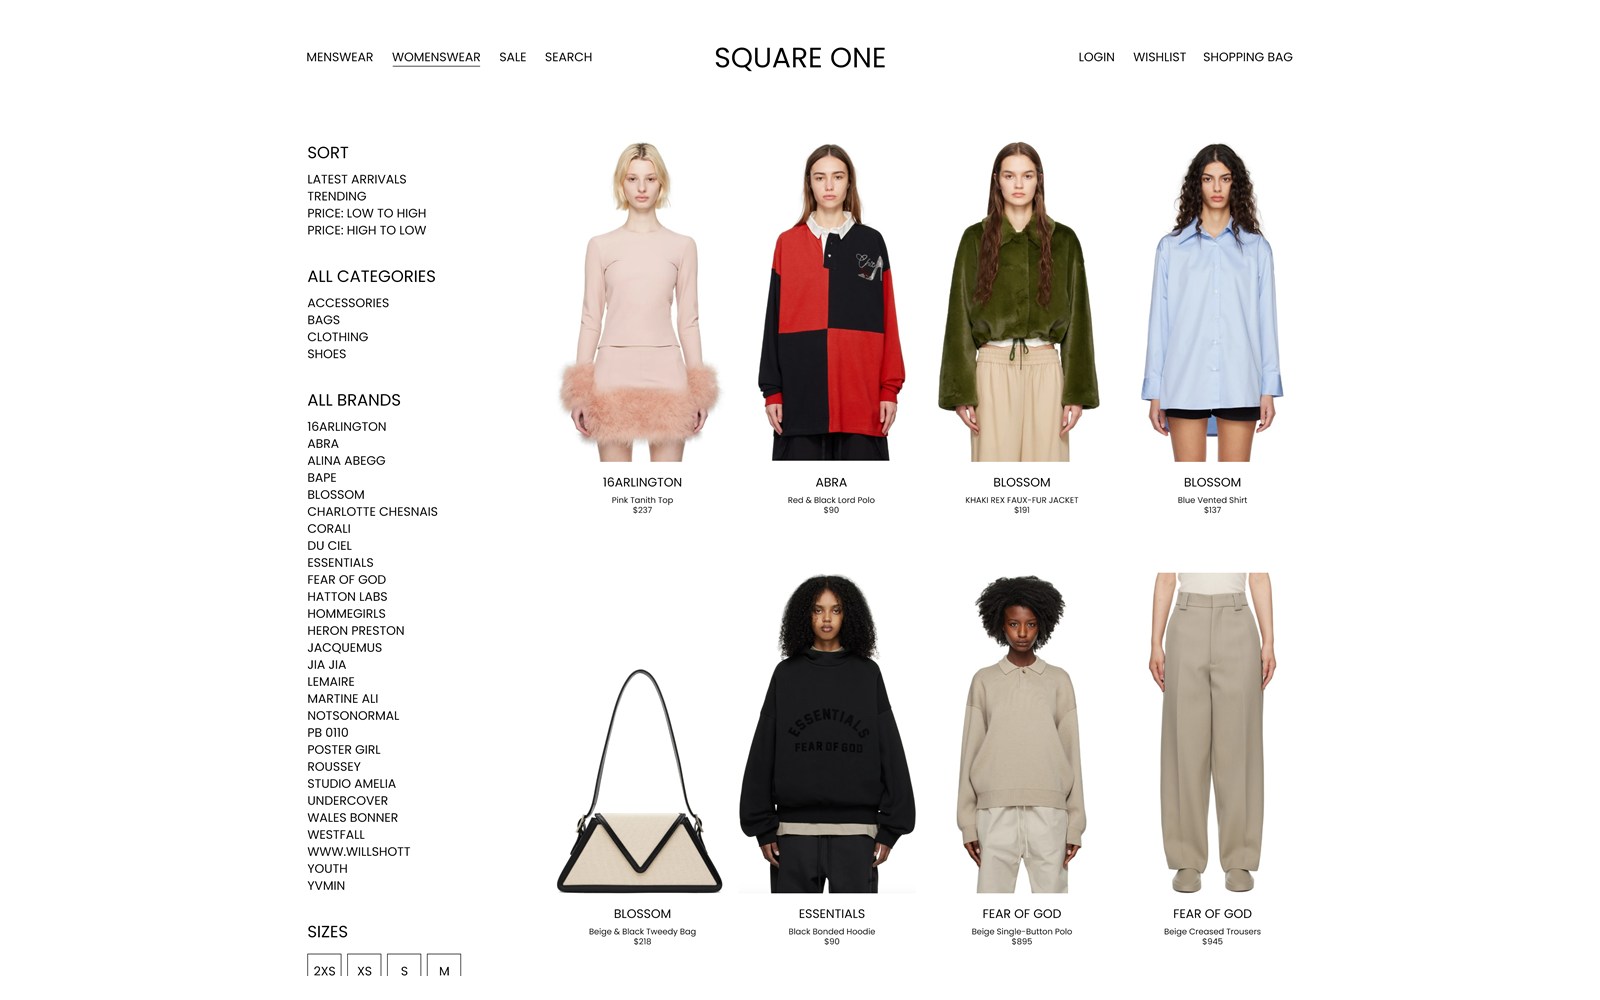 MENSWEAR WOMENSWEAR SALE SEARCH SQUARE ONE LOGIN WISHLIST SHOPPING BAG
SORT
LATEST ARRIVALS
TRENDING
PRICE: LOW TO HIGH
PRICE: HIGH TO LOW
ALL CATEGORIES
ACCESSORIES
BAGS
CLOTHING
SHOES
ALL BRANDS
16ARLINGTON
ABRA
ALINA ABEGG
BAPE
BLOSSOM
CHARLOTTE CHESNAIS
CORALI
DU CIEL
ESSENTIALS
FEAR OF GOD
HATTON LABS
HOMMEGIRLS
HERON PRESTON
JACQUEMUS
JIA JIA
LEMAIRE
MARTINE ALI
NOTSONORMAL
PB 0110
POSTER GIRL
ROUSSEY
STUDIO AMELIA
UNDERCOVER
WALES BONNER
WESTFALL
WWW.WILLSHOTT
YOUTH
YVMIN
SIZES
2XS XS S M
16ARLINGTON
Pink Tanith Top
$237
ABRA
Red & Black Lord Polo
$90
BLOSSOM
KHAKI REX FAUX-FUR JACKET
$191
BLOSSOM
Blue Vented Shirt
$137
BLOSSOM
Beige & Black Tweedy Bag
$218
ESSENTIALS
FEAR OF GOD
ESSENTIALS
Black Bonded Hoodie
$90
FEAR OF GOD
Beige Single-Button Polo
$895
FEAR OF GOD
Beige Creased Trousers
$945